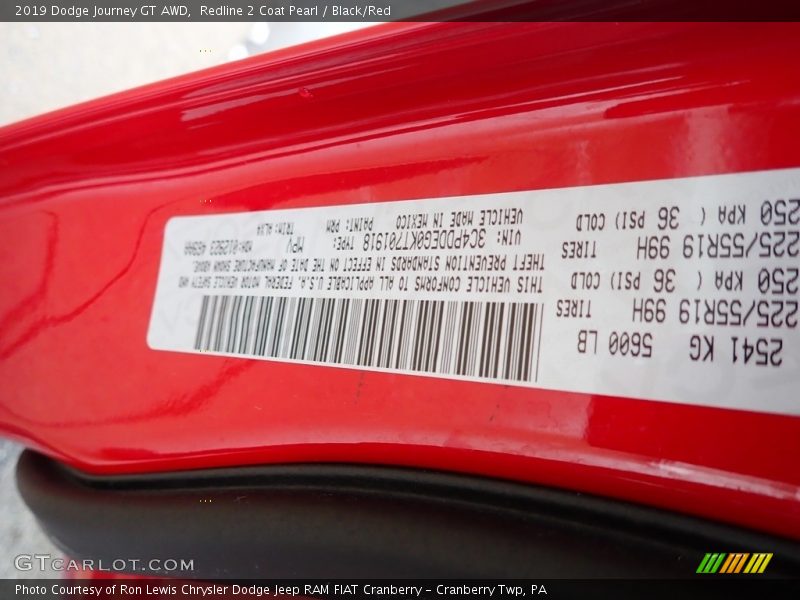 2019 Dodge Journey GT AWD,  Redline 2 Coat Pearl / Black/Red
2541 KG 5600 LB
225/55R19 99H TIRES
250 KPA ( 36 PSI) COLD
225/55R19 99H TIRES
250 KPA ( 36 PSI) COLD
THIS VEHICLE CONFORMS TO ALL APPLICABLE U.S.A. FEDERAL MOTOR VEHICLE SAFETY AND
THEFT PREVENTION STANDARDS IN EFFECT ON THE DATE OF MANUFACTURE SHOWN ABOVE.
VIN: 3C4PDDEG6KT701918 TYPE: MPV
VEHICLE MADE IN MEXICO PAINT: PRM
GTCARLOT.COM
Photo Courtesy of Ron Lewis Chrysler Dodge Jeep RAM FIAT Cranberry – Cranberry Twp, PA